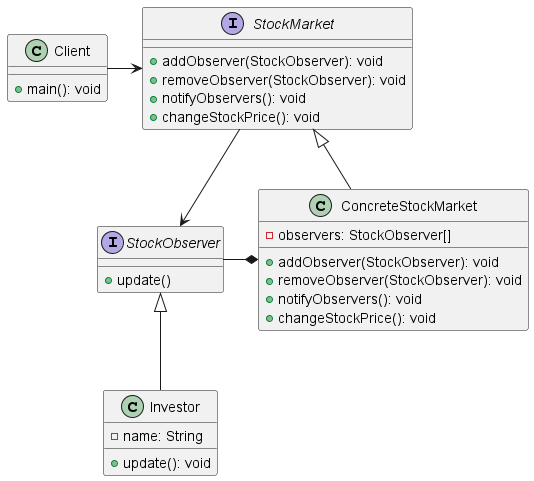 I StockMarket
+ addObserver(StockObserver): void
+ removeObserver(StockObserver): void
+ notifyObservers(): void
+ changeStockPrice(): void
C Client
+ main(): void
C ConcreteStockMarket
observers: StockObserver[]
addObserver(StockObserver): void
removeObserver(StockObserver): void
notifyObservers(): void
changeStockPrice(): void
I StockObserver
update()
C Investor
name: String
update(): void